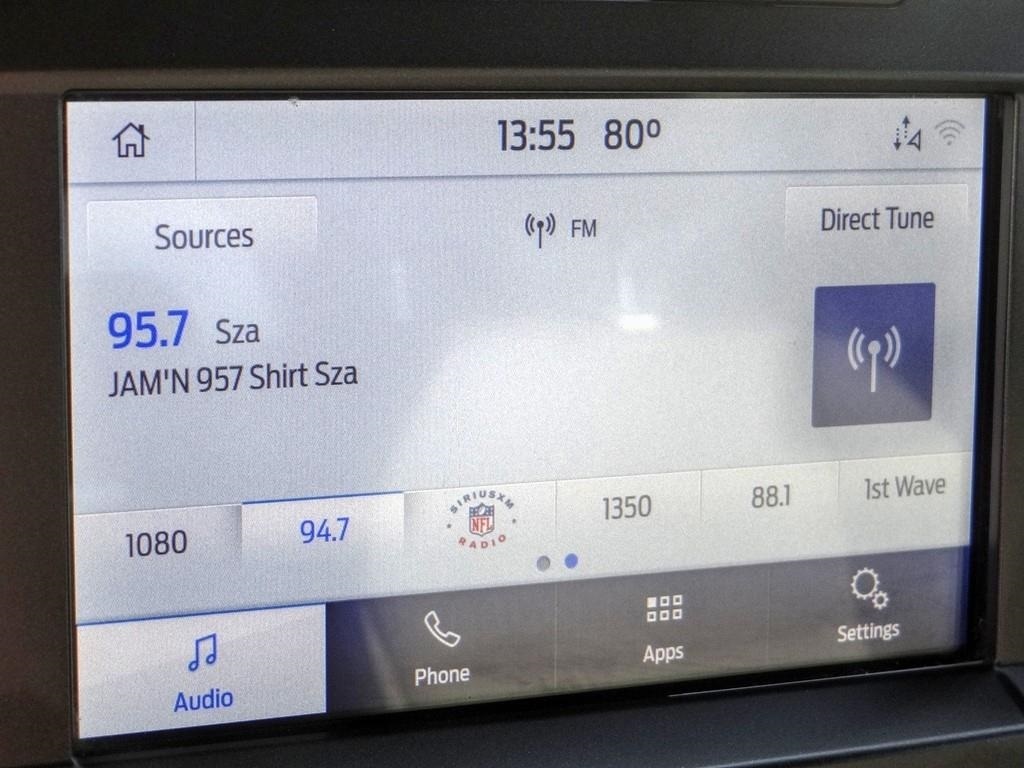 13:55 80º
Sources
FM
Direct Tune
95.7 Sza
JAM'N 957 Shirt Sza
1080
94.7
SIRIUSXM
NFL
RADIO
1350
88.1
1st Wave
Audio
Phone
Apps
Settings